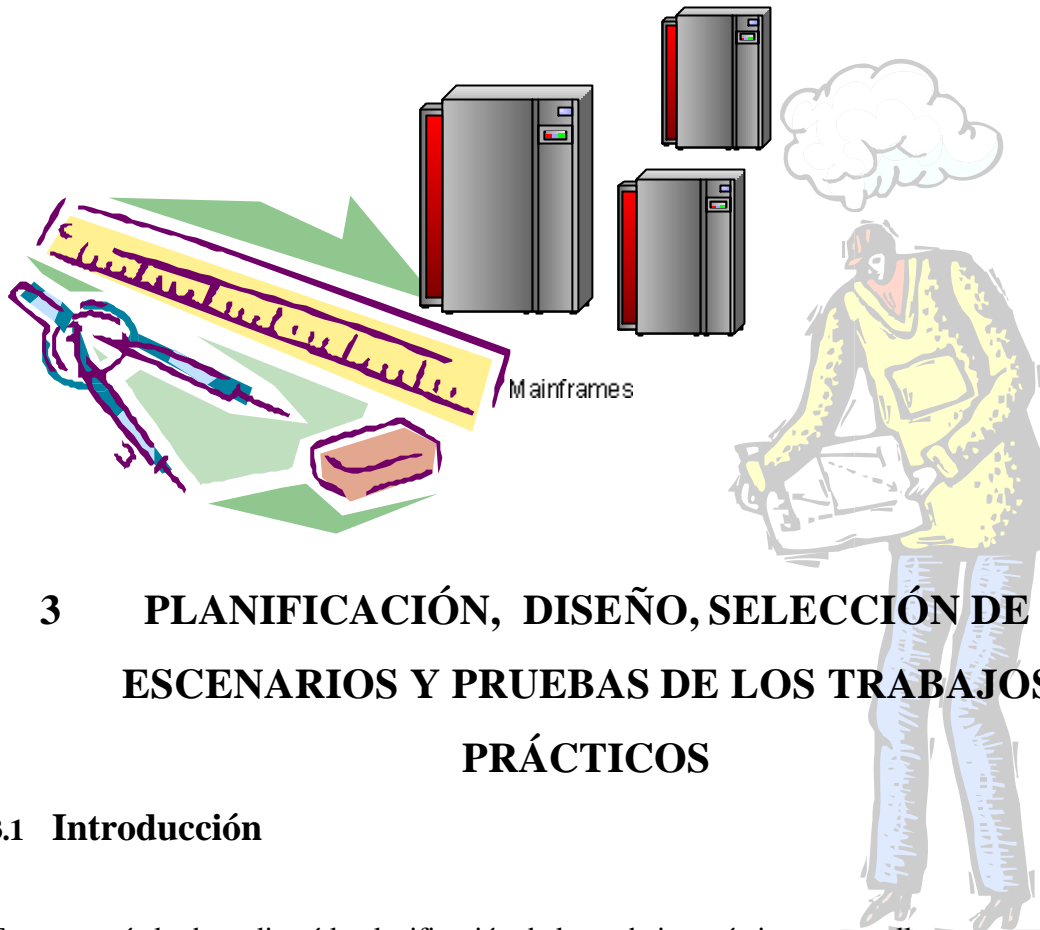 Mainframes
3 PLANIFICACIÓN, DISEÑO, SELECCIÓN DE
ESCENARIOS Y PRUEBAS DE LOS TRABAJOS
PRÁCTICOS
3.1 Introducción